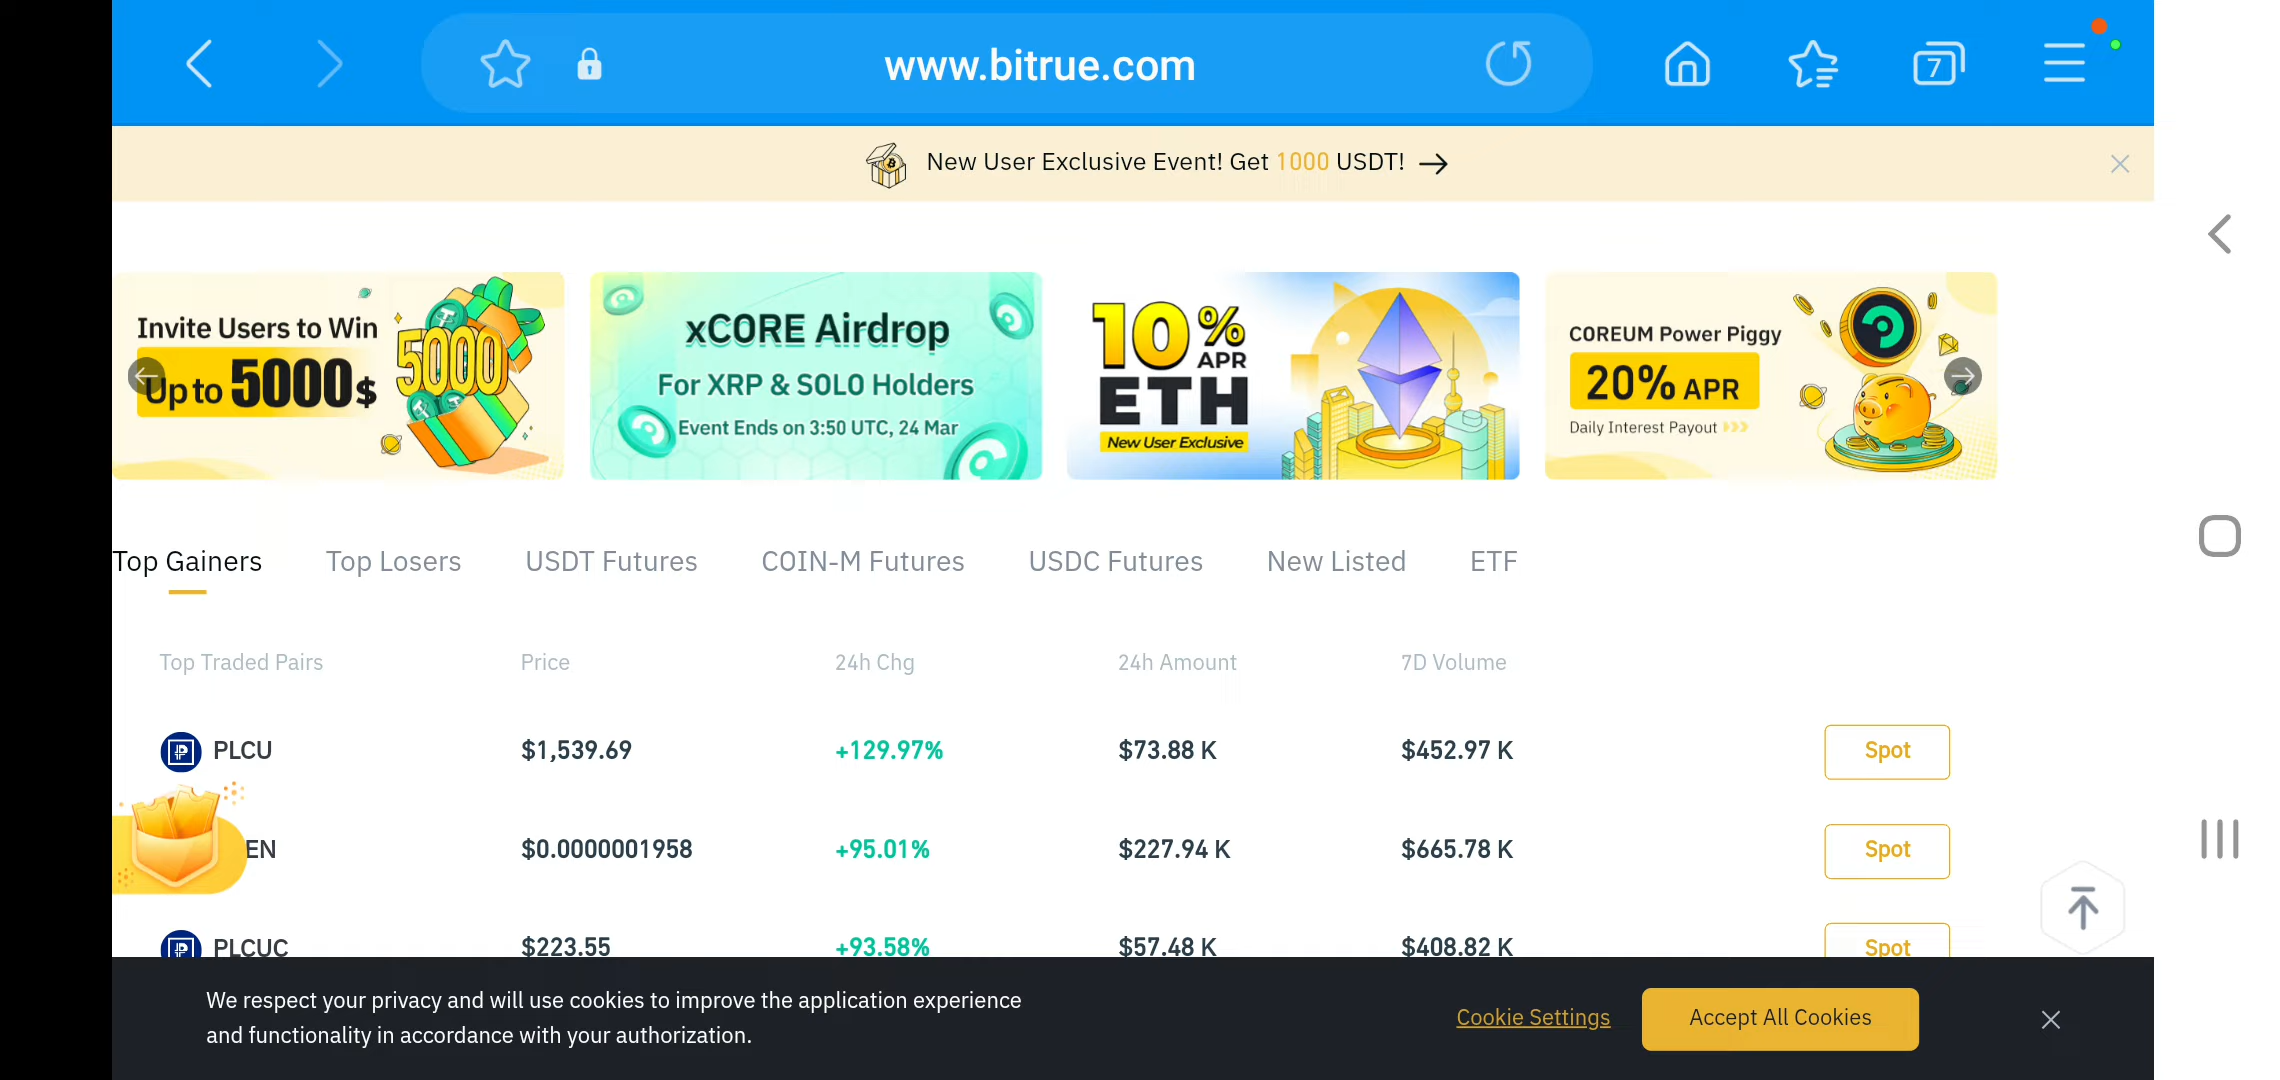 www.bitrue.com
7
New User Exclusive Event! Get 1000 USDT!
Invite Users to Win
Up to 5000$
5000
xCORE Airdrop
For XRP & SOLO Holders
Event Ends on 3:50 UTC, 24 Mar
10% APR
ETH
New User Exclusive
COREUM Power Piggy
20% APR
Daily Interest Payout
Top Gainers Top Losers USDT Futures COIN-M Futures USDC Futures New Listed ETF
Top Traded Pairs Price 24h Chg 24h Amount 7D Volume
PLCU $1,539.69 +129.97% $73.88 K $452.97 K Spot
EN $0.0000001958 +95.01% $227.94 K $665.78 K Spot
PLCUC $223.55 +93.58% $57.48 K $408.82 K Spot
We respect your privacy and will use cookies to improve the application experience
and functionality in accordance with your authorization.
Cookie Settings
Accept All Cookies